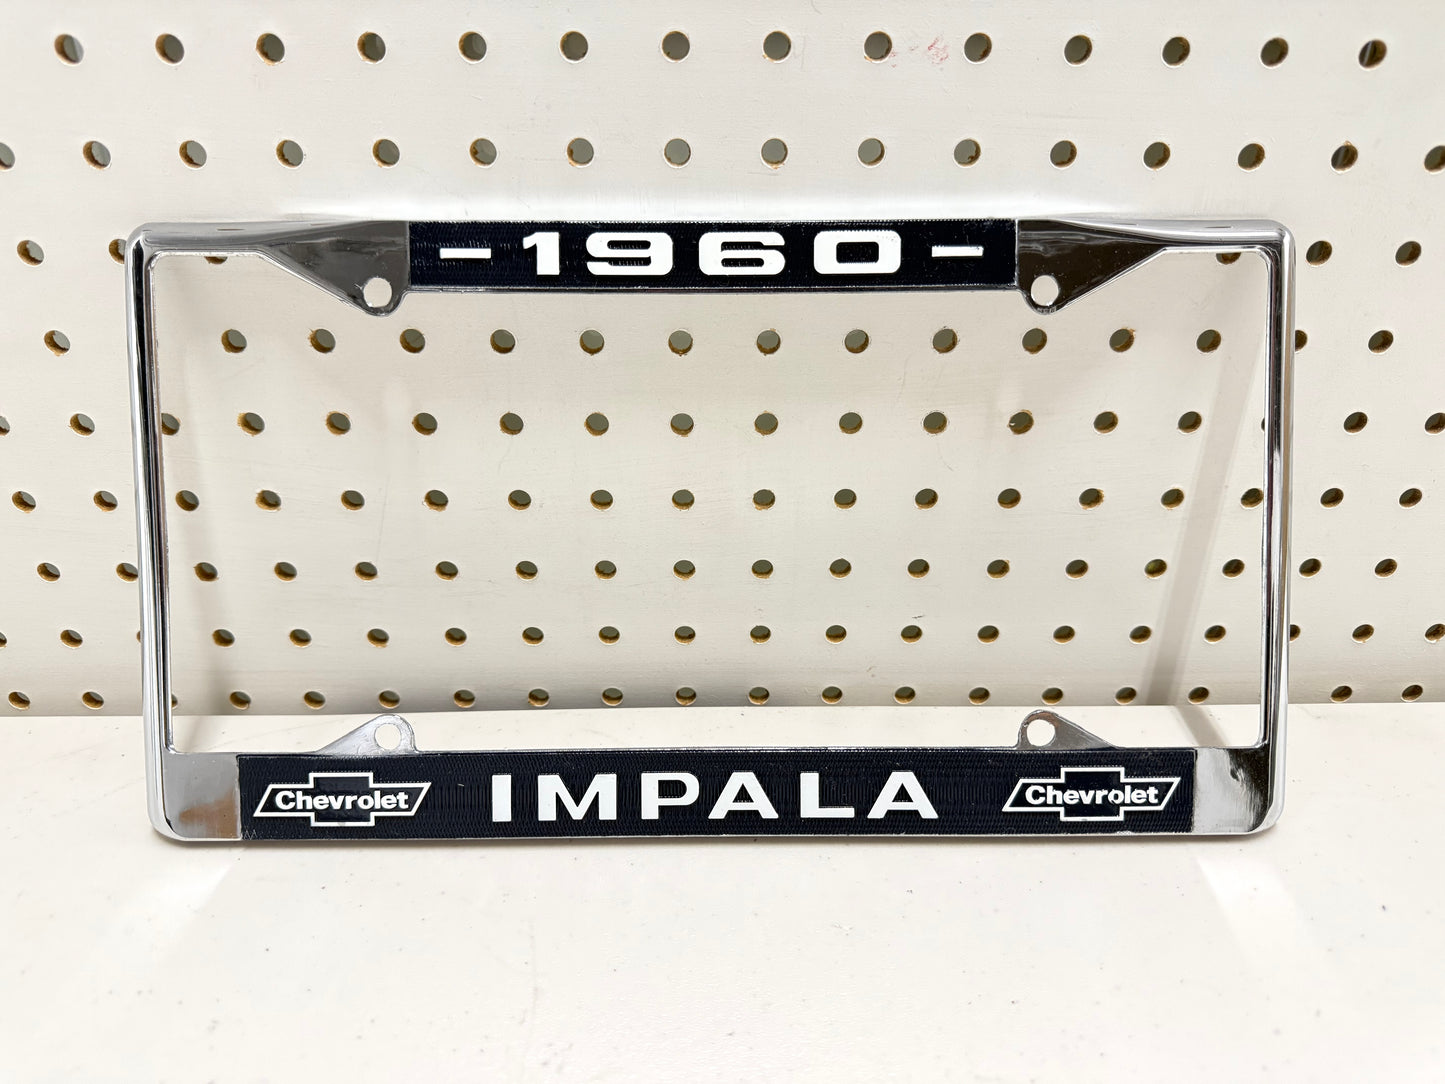 - 1960 -
Chevrolet IMPALA Chevrolet